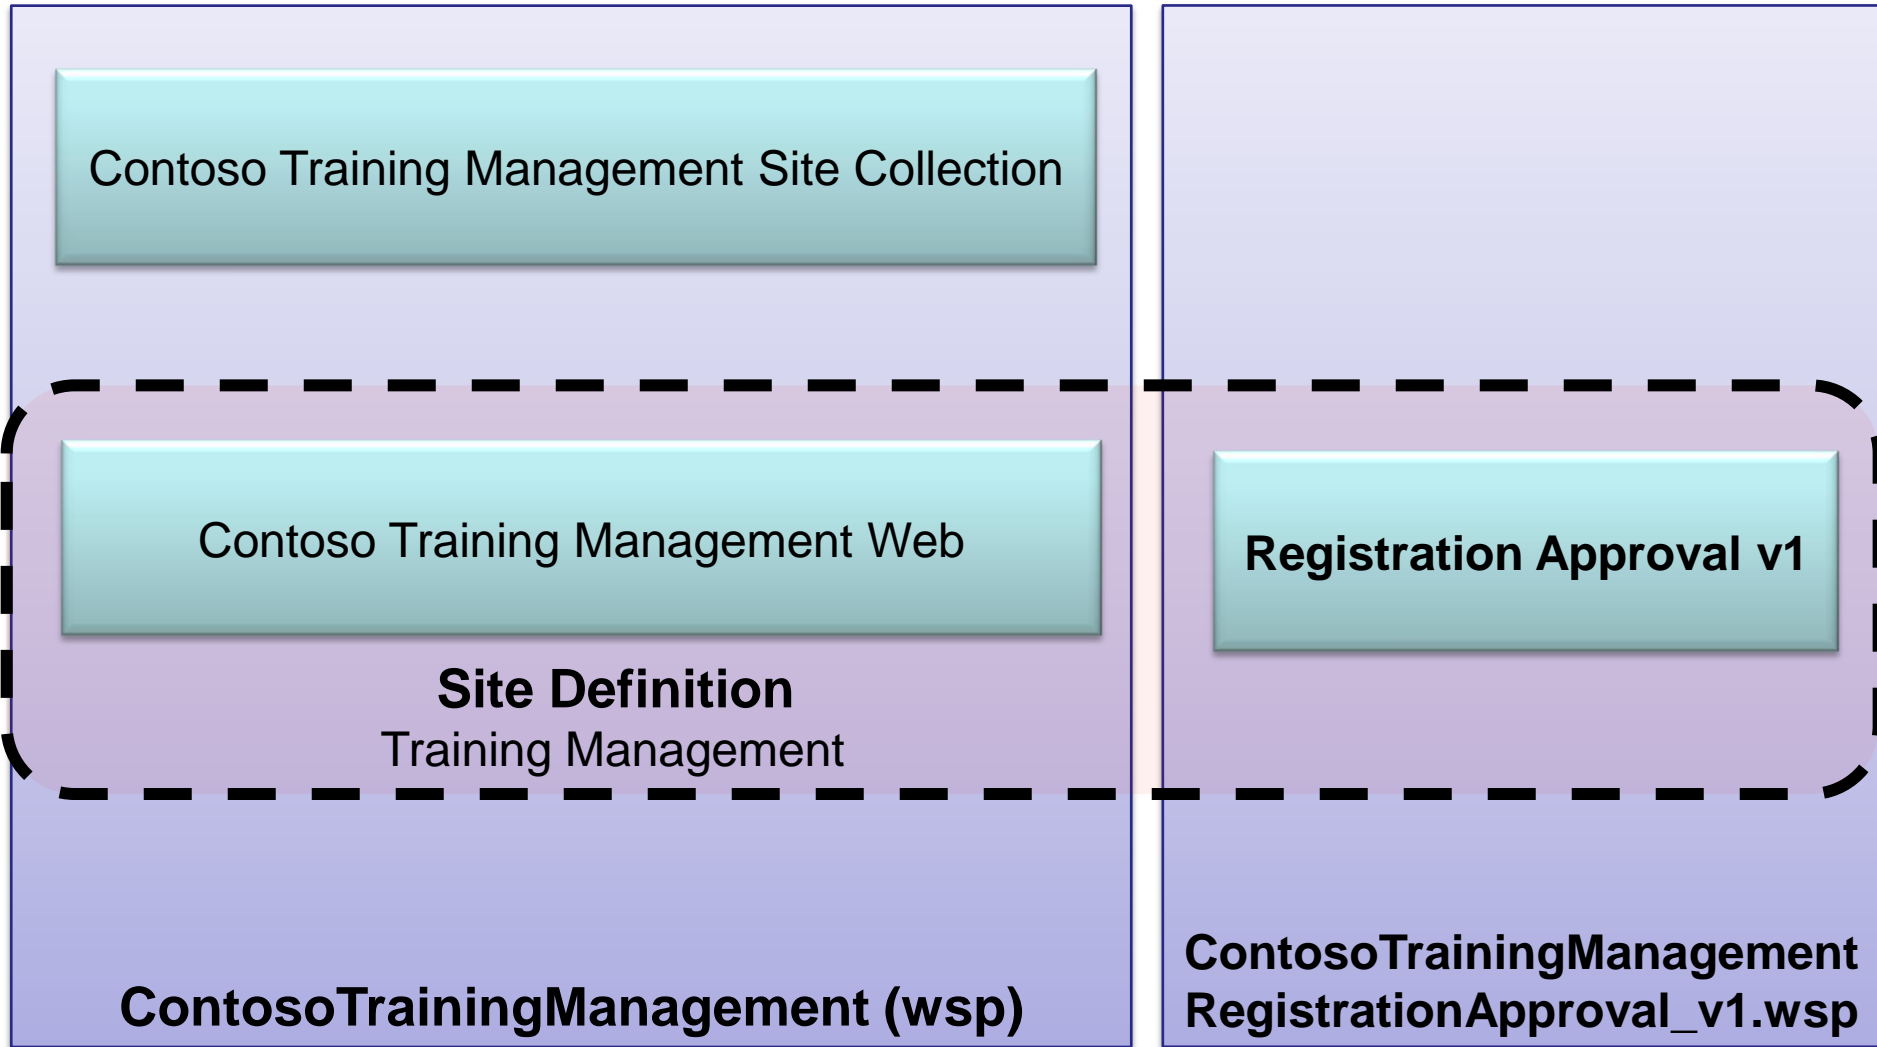 Contoso Training Management Site Collection
Contoso Training Management Web
Registration Approval v1
Site Definition
Training Management
ContosoTrainingManagement (wsp)
ContosoTrainingManagement
RegistrationApproval_v1.wsp